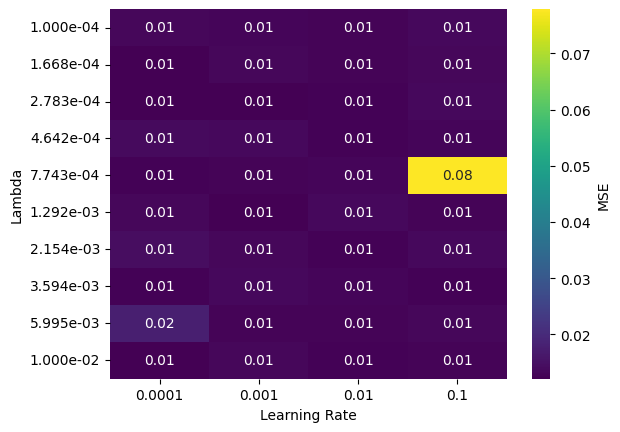 1.000e-04 0.01 0.01 0.01 0.01
1.668e-04 0.01 0.01 0.01 0.01
2.783e-04 0.01 0.01 0.01 0.01
4.642e-04 0.01 0.01 0.01 0.01
7.743e-04 0.01 0.01 0.01 0.08
1.292e-03 0.01 0.01 0.01 0.01
2.154e-03 0.01 0.01 0.01 0.01
3.594e-03 0.01 0.01 0.01 0.01
5.995e-03 0.02 0.01 0.01 0.01
1.000e-02 0.01 0.01 0.01 0.01
0.0001 0.001 0.01 0.1
Learning Rate
Lambda
0.07
0.06
0.05
0.04
0.03
0.02
MSE